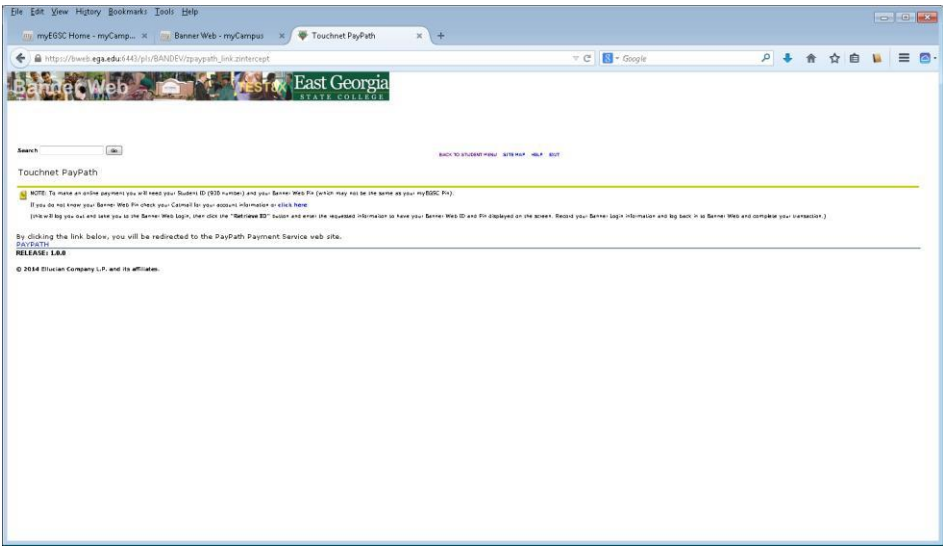 File Edit View History Bookmarks Tools Help
myEGSC Home - myCamp... × Banner Web - myCampus × Touchnet PayPath × +
https://bweb.ega.edu:6443/pls/BANDEV/zpaypath_link.zintercept Google
Banner Web TEST8X East Georgia
STATE COLLEGE
Search Go
BACK TO STUDENT MENU SITE MAP HELP EXIT
Touchnet PayPath
NOTE: To make an online payment you will need your Student ID (930 number) and your Banner Web Pin (which may not be the same as your myEGSC Pin).
If you do not know your Banner Web Pin check your Catmail for your account information or click here
(this will log you out and take you to the Banner Web Login, then click the "Retrieve ID" button and enter the requested information to have your Banner Web ID and Pin displayed on the screen. Record your Banner Login information and log back in to Banner Web and complete your transaction.)
By clicking the link below, you will be redirected to the PayPath Payment Service web site.
PAYPATH
RELEASE: 1.0.0
© 2014 Ellucian Company L.P. and its affiliates.